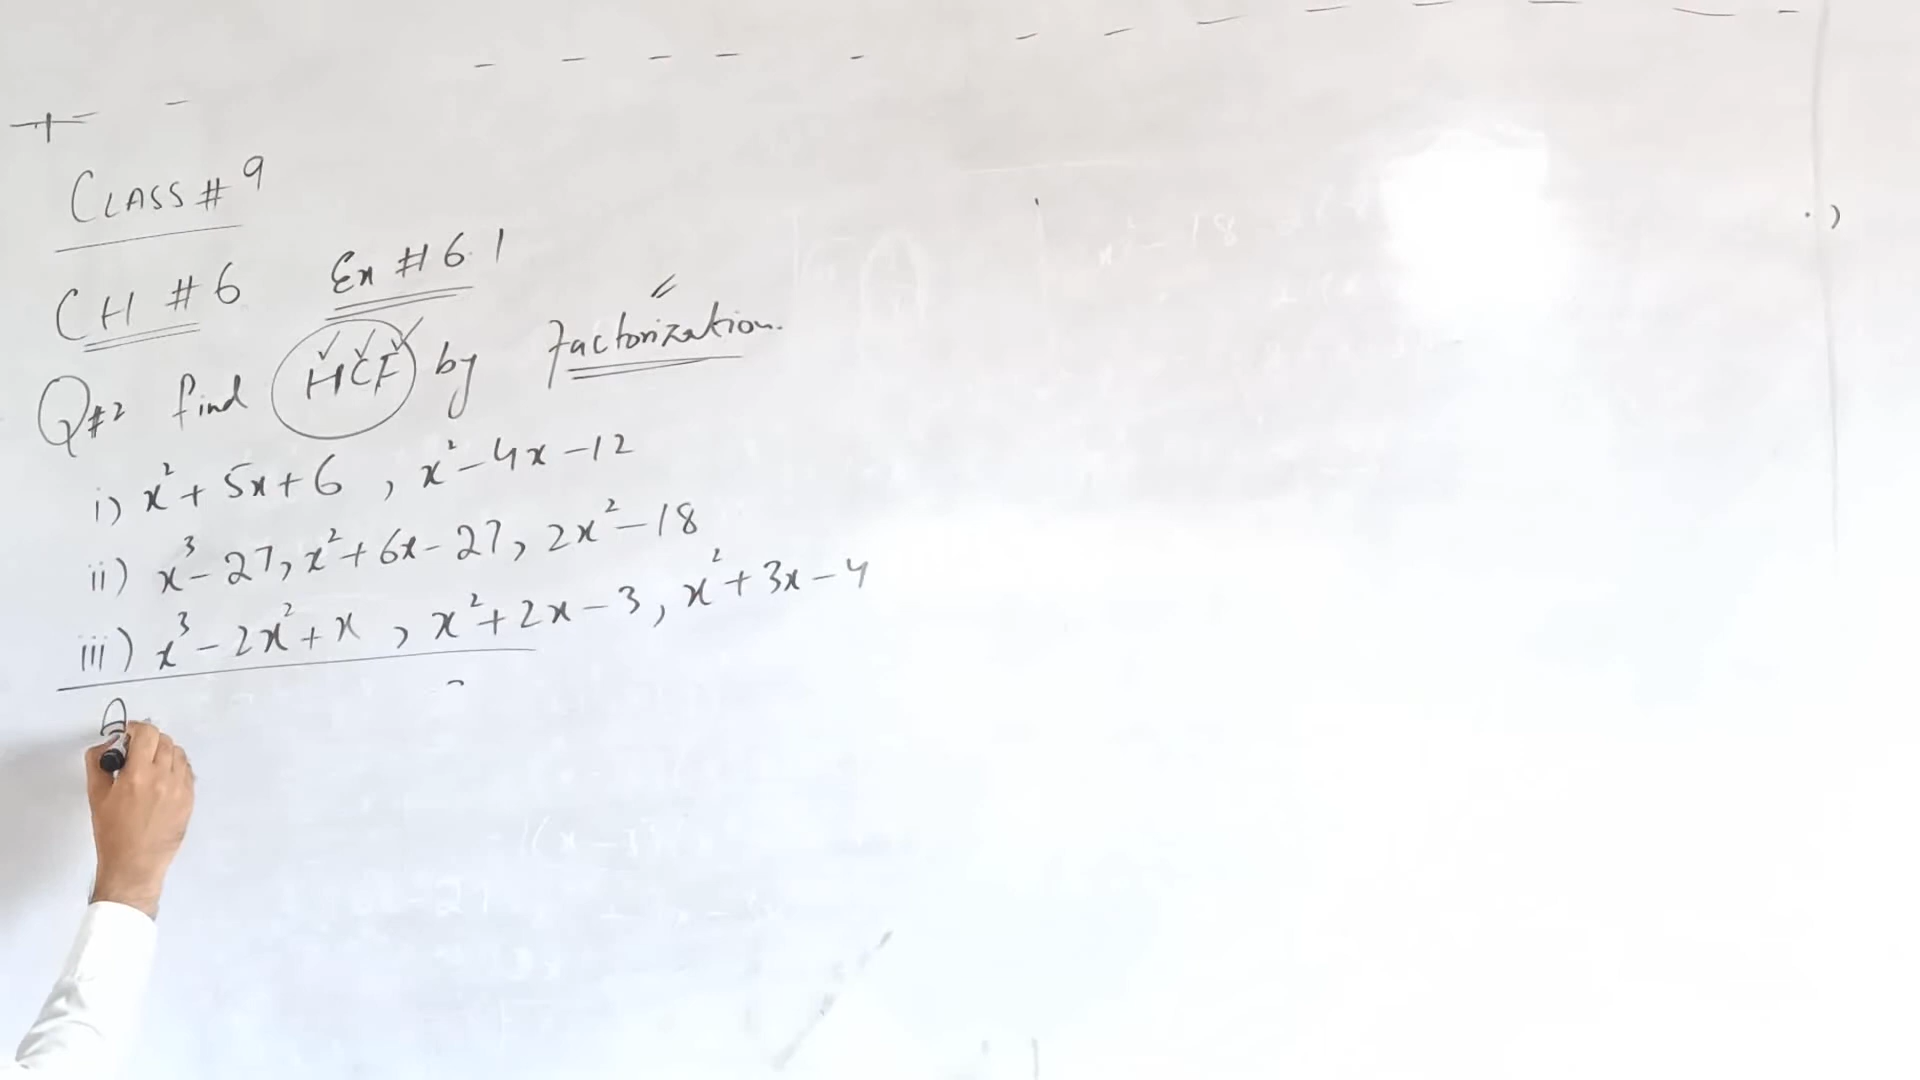 CLASS # 9
CH # 6 Ex # 6.1
Q#2 find HCF by Factorization.
i) x² + 5x + 6 , x² - 4x - 12
ii) x³ - 27, x² + 6x - 27, 2x² - 18
iii) x³ - 2x² + x , x² + 2x - 3, x² + 3x - 4